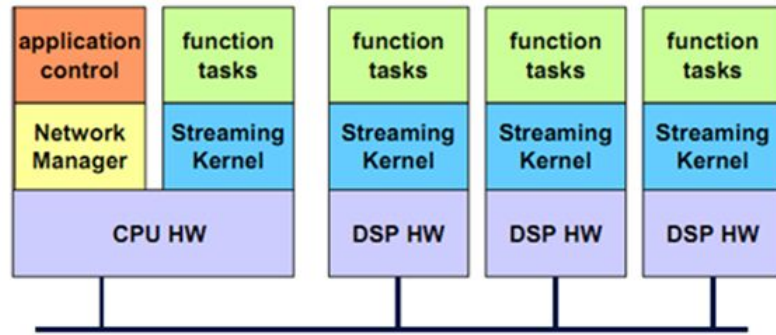 application
control
function
tasks
function
tasks
function
tasks
function
tasks
Network
Manager
Streaming
Kernel
Streaming
Kernel
Streaming
Kernel
Streaming
Kernel
CPU HW
DSP HW
DSP HW
DSP HW